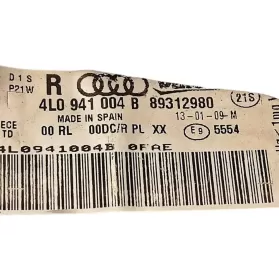 D1S
P21W
R
4L0 941 004 B 89312980
21S
MADE IN SPAIN
13-01-09-M
ECE
TD
00 RL 00DC/R PL XX
E9 5554
4L0941004B 0FAE